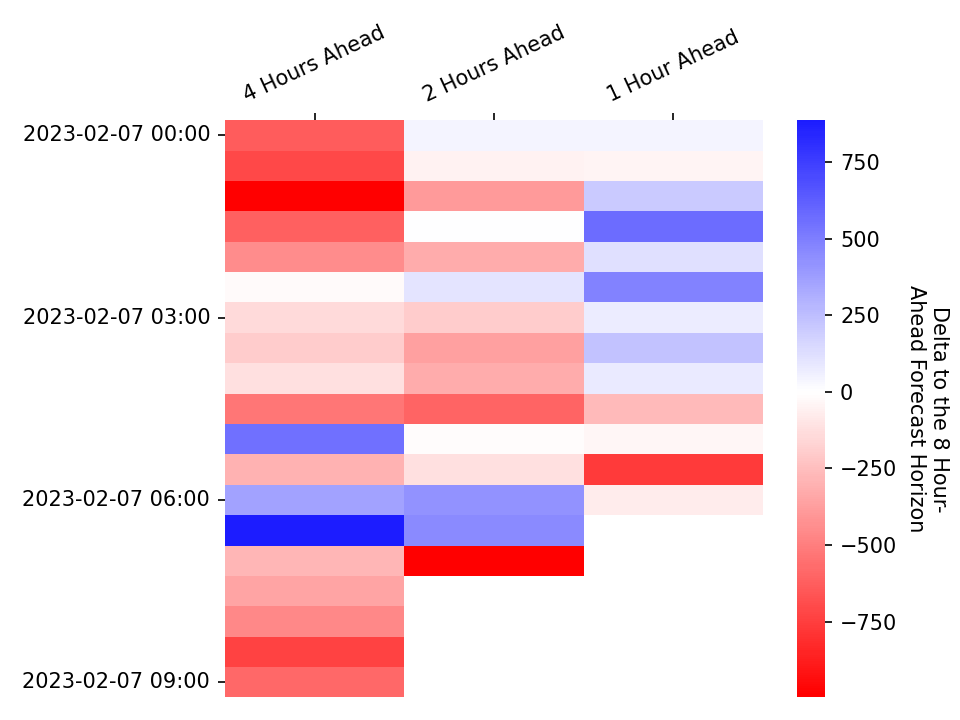 4 Hours Ahead
2 Hours Ahead
1 Hour Ahead
2023-02-07 00:00
2023-02-07 03:00
2023-02-07 06:00
2023-02-07 09:00
750
500
250
0
−250
−500
−750
Delta to the 8 Hour-
Ahead Forecast Horizon